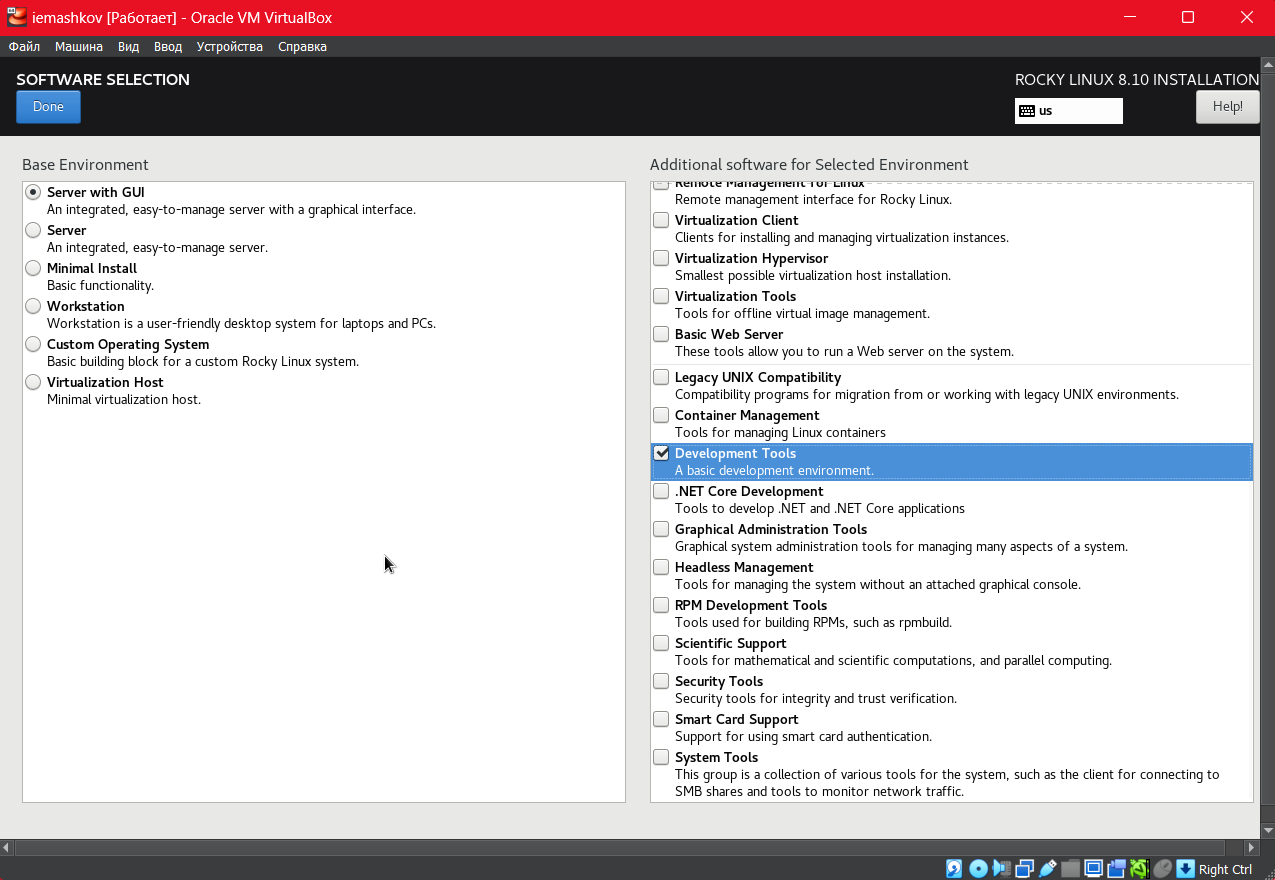 iemashkov [Работает] - Oracle VM VirtualBox
Файл Машина Вид Ввод Устройства Справка
SOFTWARE SELECTION
Done
ROCKY LINUX 8.10 INSTALLATION
us
Help!
Base Environment
Server with GUI
An integrated, easy-to-manage server with a graphical interface.
Server
An integrated, easy-to-manage server.
Minimal Install
Basic functionality.
Workstation
Workstation is a user-friendly desktop system for laptops and PCs.
Custom Operating System
Basic building block for a custom Rocky Linux system.
Virtualization Host
Minimal virtualization host.
Additional software for Selected Environment
Remote Management for Linux
Remote management interface for Rocky Linux.
Virtualization Client
Clients for installing and managing virtualization instances.
Virtualization Hypervisor
Smallest possible virtualization host installation.
Virtualization Tools
Tools for offline virtual image management.
Basic Web Server
These tools allow you to run a Web server on the system.
Legacy UNIX Compatibility
Compatibility programs for migration from or working with legacy UNIX environments.
Container Management
Tools for managing Linux containers
Development Tools
A basic development environment.
.NET Core Development
Tools to develop .NET and .NET Core applications
Graphical Administration Tools
Graphical system administration tools for managing many aspects of a system.
Headless Management
Tools for managing the system without an attached graphical console.
RPM Development Tools
Tools used for building RPMs, such as rpmbuild.
Scientific Support
Tools for mathematical and scientific computations, and parallel computing.
Security Tools
Security tools for integrity and trust verification.
Smart Card Support
Support for using smart card authentication.
System Tools
This group is a collection of various tools for the system, such as the client for connecting to
SMB shares and tools to monitor network traffic.
Right Ctrl